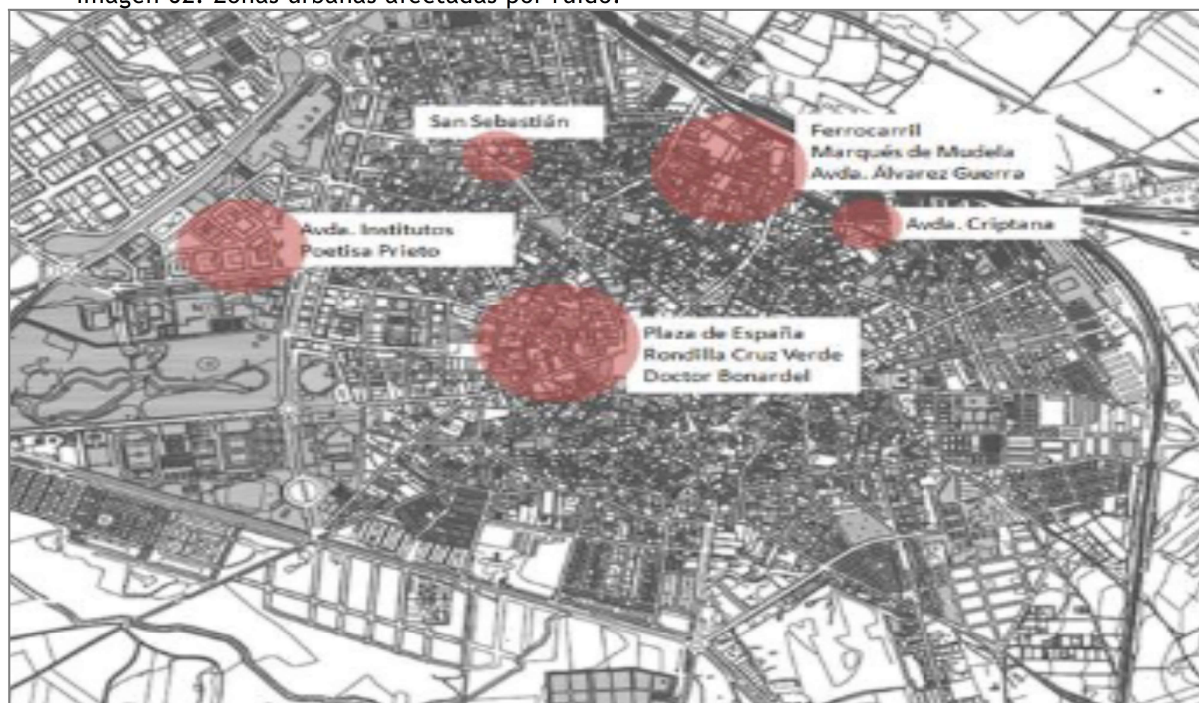 Imagen 02. Zonas urbanas afectadas por ruido.
San Sebastián
Ferrocarril
Marqués de Mudela
Avda. Álvarez Guerra
Avda. Criptana
Avda. Institutos
Poetisa Prieto
Plaza de España
Rondilla Cruz Verde
Doctor Bonardel